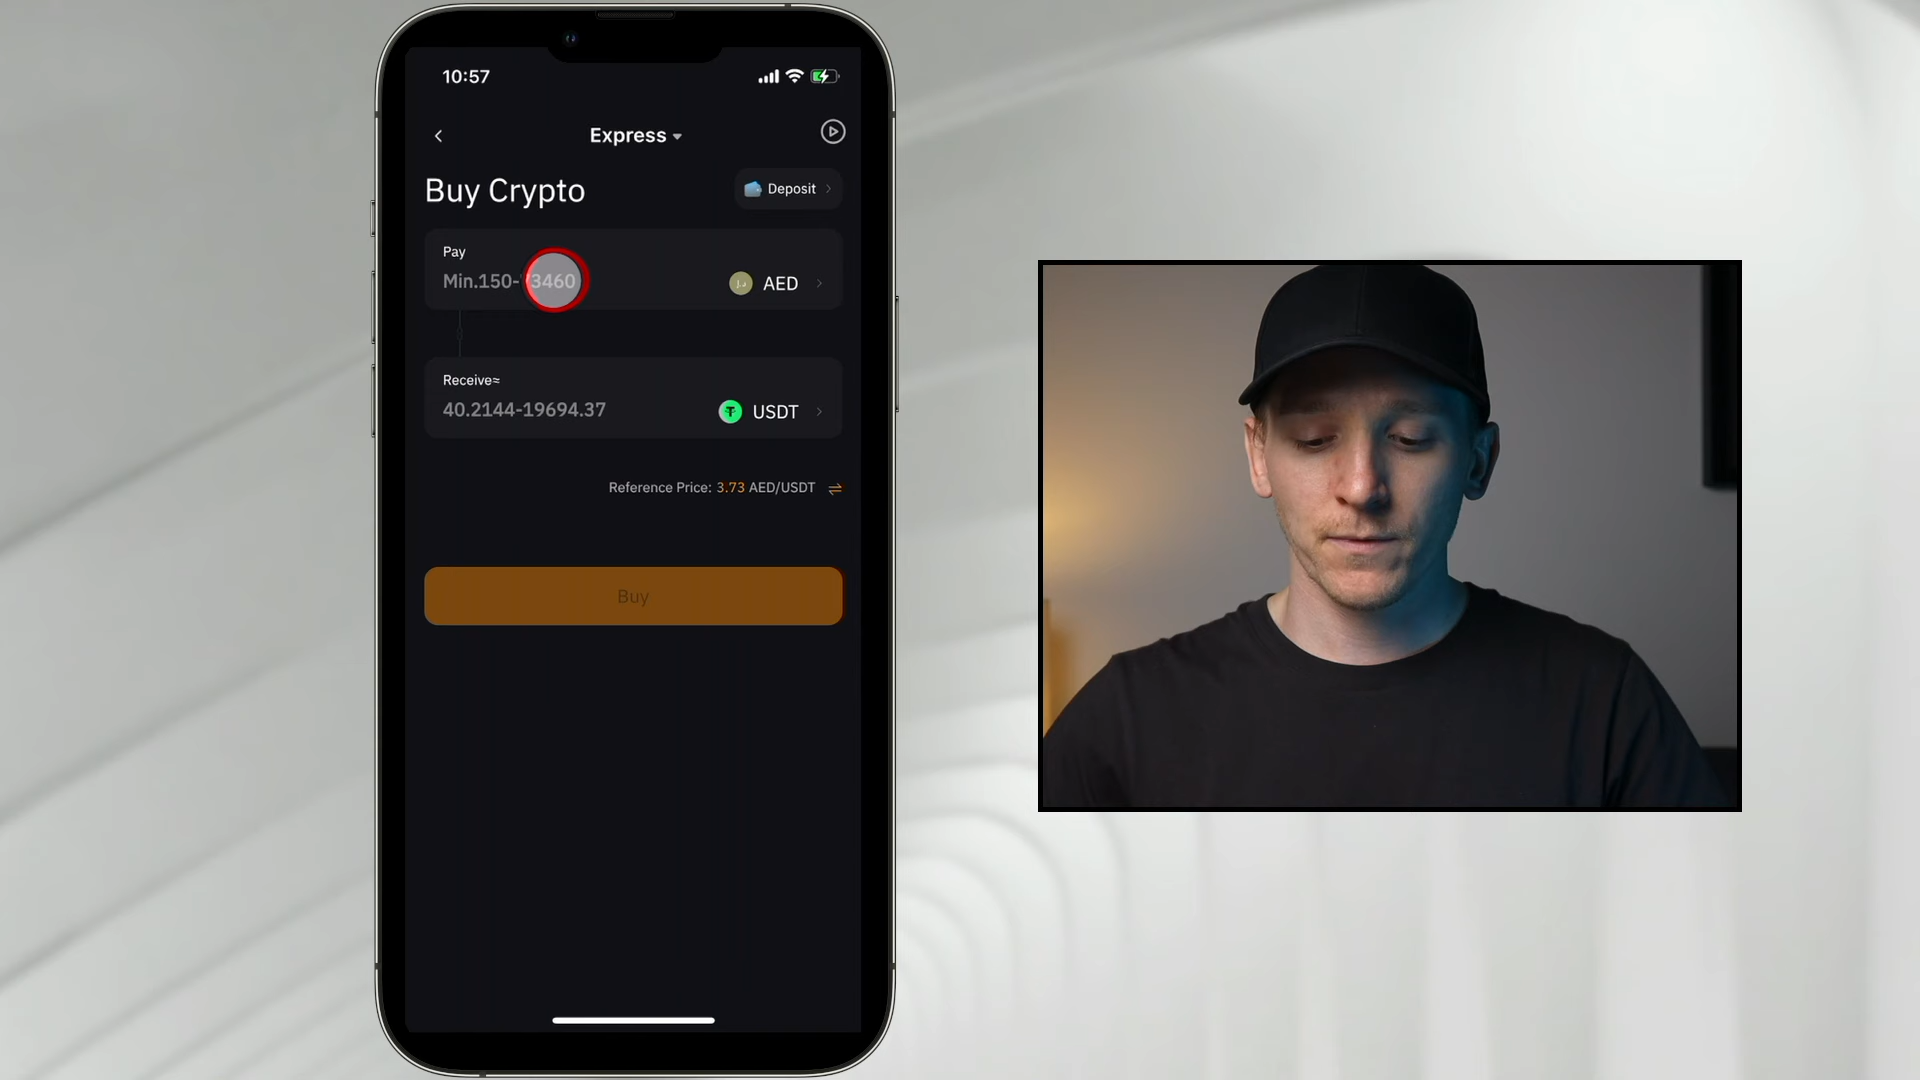 10:57
Express
Buy Crypto
Deposit
Pay
Min.150-73460
AED
Receive≈
40.2144-19694.37
USDT
Reference Price: 3.73 AED/USDT
Buy